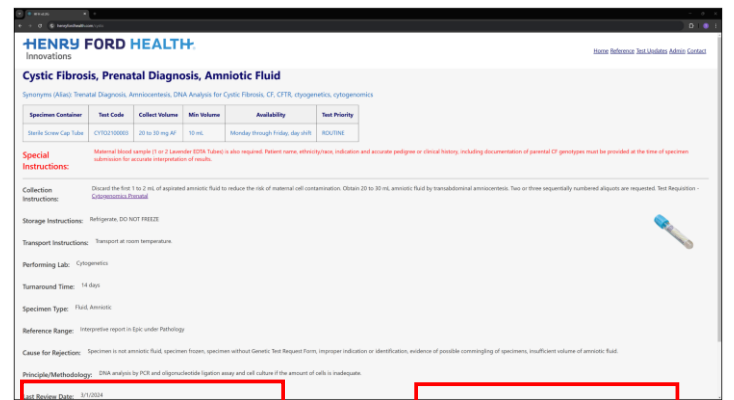 HENRY FORD HEALTH
Innovations
Home Reference Test Updates Admin Contact
Cystic Fibrosis, Prenatal Diagnosis, Amniotic Fluid
Synonyms (Alias): Trenatal Diagnosis, Amniocentesis, DNA Analysis for Cystic Fibrosis, CF, CFTR, ctyogenetics, cytogenomics
Specimen Container Test Code Collect Volume Min Volume Availability Test Priority
Sterile Screw Cap Tube CYTO2100003 20 to 30 mg AF 10 mL Monday through Friday, day shift ROUTINE
Special Instructions: Maternal blood sample (1 or 2 Lavender EDTA Tubes) is also required. Patient name, ethnicity/race, indication and accurate pedigree or clinical history, including documentation of parental CF genotypes must be provided at the time of specimen
submission for accurate interpretation of results.
Collection Instructions: Discard the first 1 to 2 mL of aspirated amniotic fluid to reduce the risk of maternal cell contamination. Obtain 20 to 30 mL amniotic fluid by transabdominal amniocentesis. Two or three sequentially numbered aliquots are requested. Test Requisition -
Cytogenomics Prenatal
Storage Instructions: Refrigerate, DO NOT FREEZE
Transport Instructions: Transport at room temperature.
Performing Lab: Cytogenetics
Turnaround Time: 14 days
Specimen Type: Fluid, Amniotic
Reference Range: Interpretive report in Epic under Pathology
Cause for Rejection: Specimen is not amniotic fluid, specimen frozen, specimen without Genetic Test Request Form, improper indication or identification, evidence of possible commingling of specimens, insufficient volume of amniotic fluid.
Principle/Methodology: DNA analysis by PCR and oligonucleotide ligation assay and cell culture if the amount of cells is inadequate.
Last Review Date: 3/1/2024